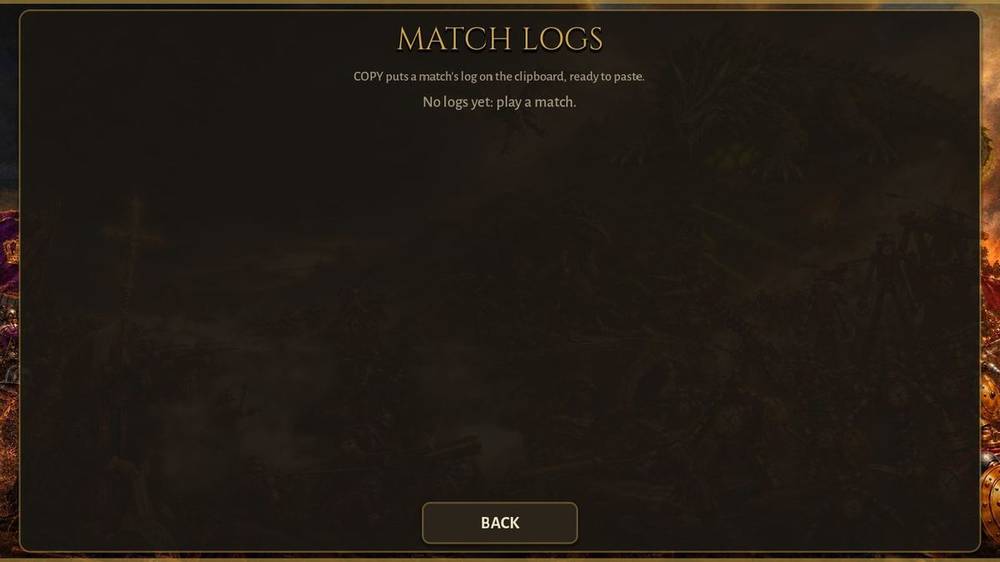 MATCH LOGS
COPY puts a match's log on the clipboard, ready to paste.
No logs yet: play a match.
BACK